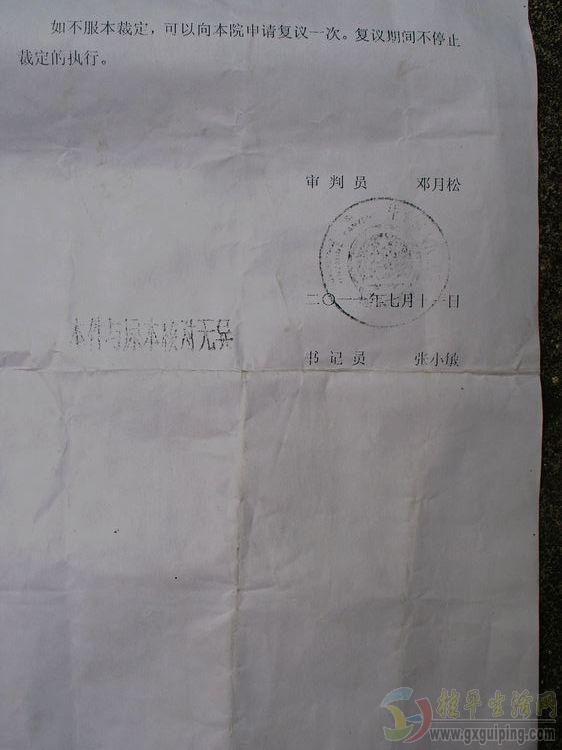 如不服本裁定，可以向本院申请复议一次。复议期间不停止
裁定的执行。
审判员 邓月松
二〇一一年七月十一日
本件与原本核对无异
书记员 张小敏
桂平生活网
www.gxguiping.com